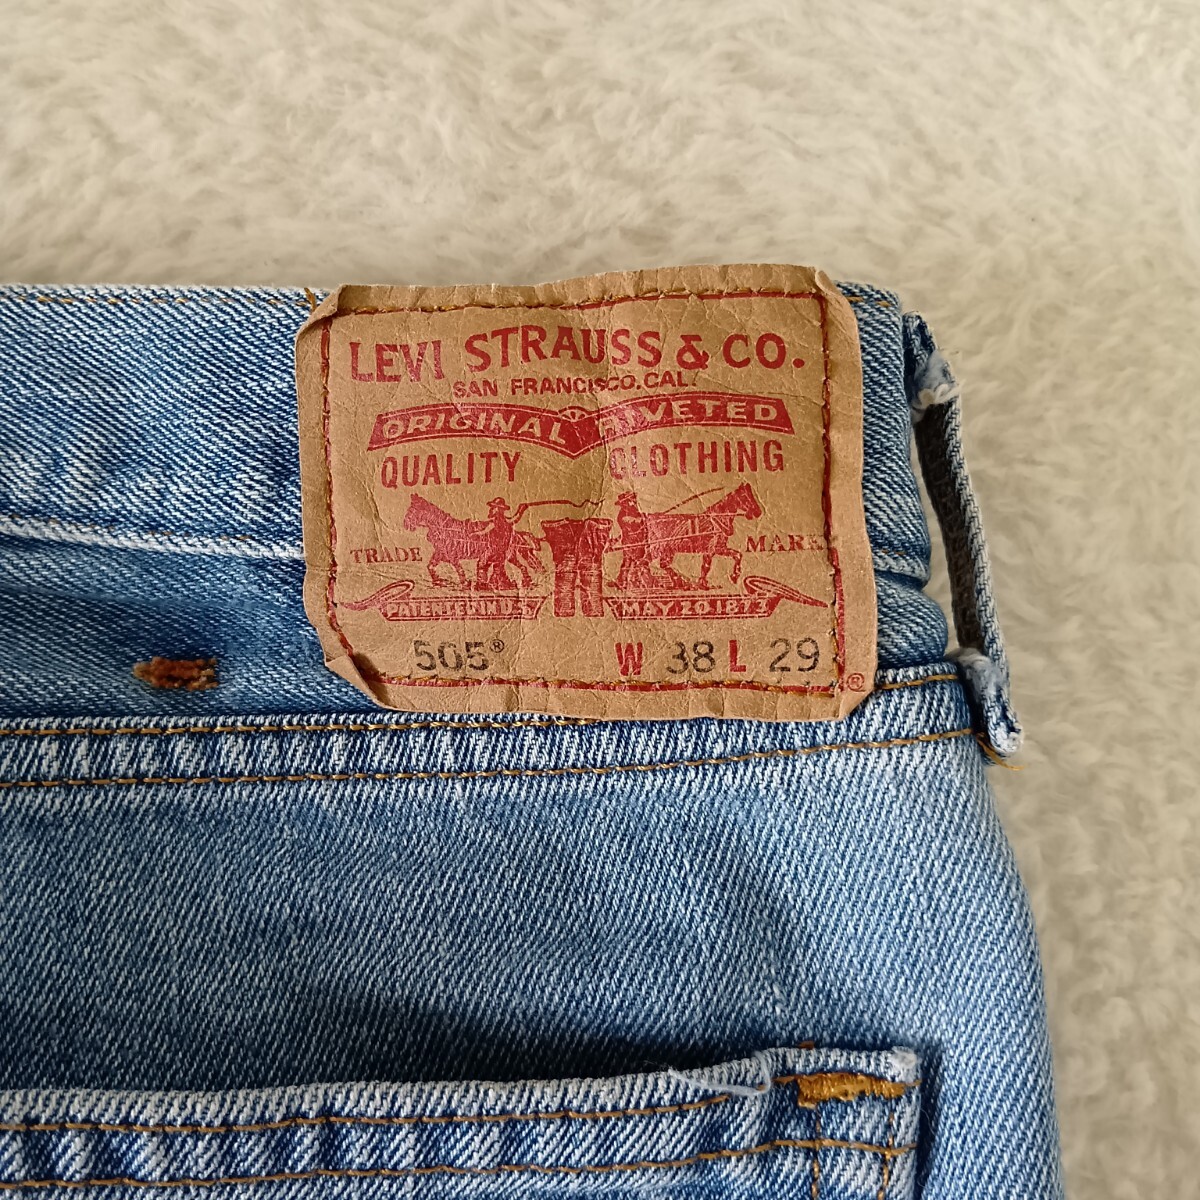 LEVI STRAUSS & CO.
SAN FRANCISCO, CAL.
ORIGINAL RIVETED
QUALITY CLOTHING
TRADE MARK
PATENTED IN U.S. MAY 20 1873
505® W 38 L 29
®